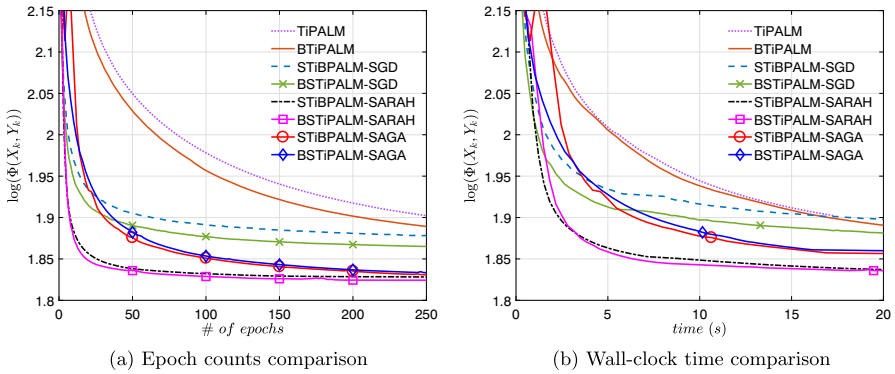 2.15
2.1
2.05
2
1.95
1.9
1.85
1.8
log(Φ(X_k, Y_k))
TiPALM
BTiPALM
STiBPALM-SGD
BSTiPALM-SGD
STiBPALM-SARAH
BSTiPALM-SARAH
STiBPALM-SAGA
BSTiPALM-SAGA
0 50 100 150 200 250
# of epochs
(a) Epoch counts comparison
2.15
2.1
2.05
2
1.95
1.9
1.85
1.8
log(Φ(X_k, Y_k))
TiPALM
BTiPALM
STiBPALM-SGD
BSTiPALM-SGD
STiBPALM-SARAH
BSTiPALM-SARAH
STiBPALM-SAGA
BSTiPALM-SAGA
0 5 10 15 20
time (s)
(b) Wall-clock time comparison